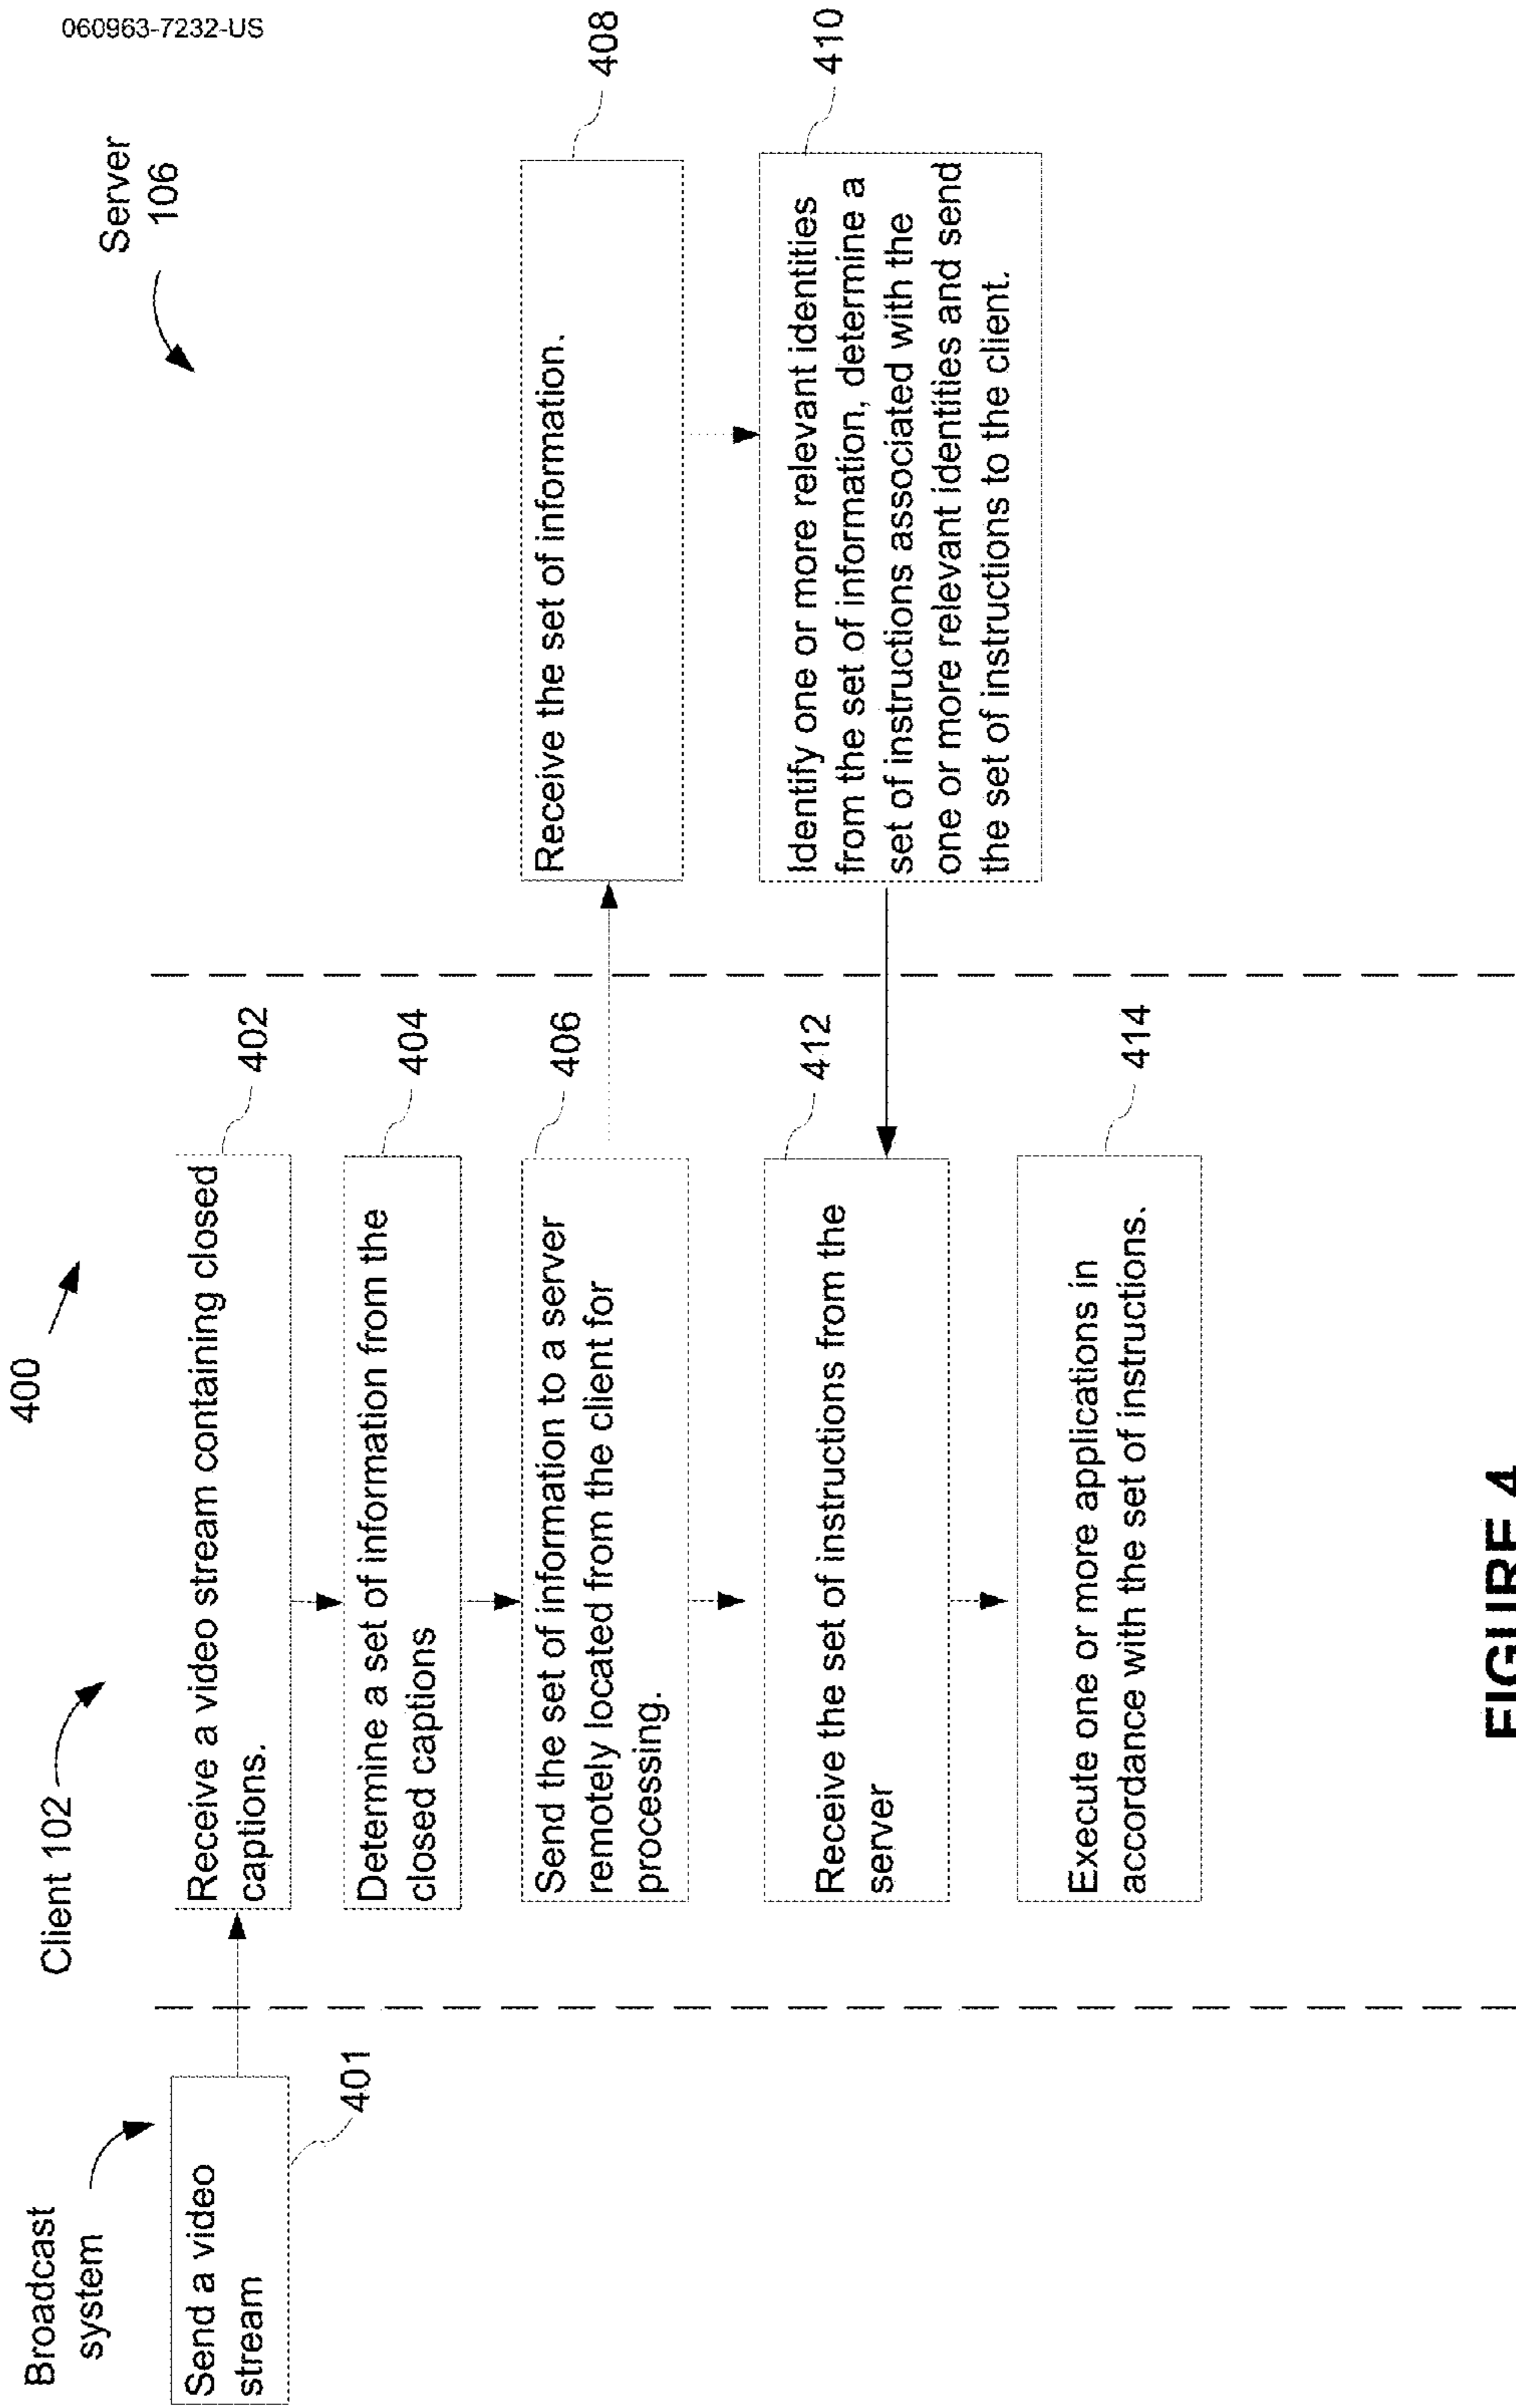 060963-7232-US
400
Broadcast
system
Client 102
Server
106
Send a video
stream
401
Receive a video stream containing closed
captions.
402
Determine a set of information from the
closed captions
404
Send the set of information to a server
remotely located from the client for
processing.
406
Receive the set of information.
408
Identify one or more relevant identities
from the set of information, determine a
set of instructions associated with the
one or more relevant identities and send
the set of instructions to the client.
410
Receive the set of instructions from the
server
412
Execute one or more applications in
accordance with the set of instructions.
414
FIGURE 4